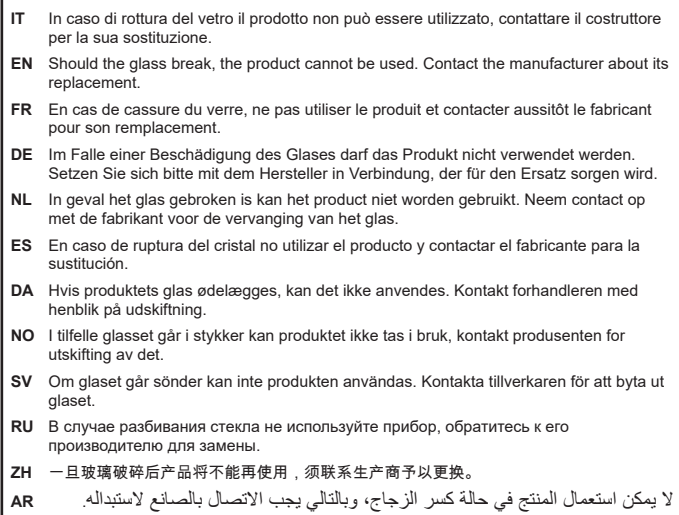 IT In caso di rottura del vetro il prodotto non può essere utilizzato, contattare il costruttore
per la sua sostituzione.
EN Should the glass break, the product cannot be used. Contact the manufacturer about its
replacement.
FR En cas de cassure du verre, ne pas utiliser le produit et contacter aussitôt le fabricant
pour son remplacement.
DE Im Falle einer Beschädigung des Glases darf das Produkt nicht verwendet werden.
Setzen Sie sich bitte mit dem Hersteller in Verbindung, der für den Ersatz sorgen wird.
NL In geval het glas gebroken is kan het product niet worden gebruikt. Neem contact op
met de fabrikant voor de vervanging van het glas.
ES En caso de ruptura del cristal no utilizar el producto y contactar el fabricante para la
sustitución.
DA Hvis produktets glas ødelægges, kan det ikke anvendes. Kontakt forhandleren med
henblik på udskiftning.
NO I tilfelle glasset går i stykker kan produktet ikke tas i bruk, kontakt produsenten for
utskifting av det.
SV Om glaset går sönder kan inte produkten användas. Kontakta tillverkaren för att byta ut
glaset.
RU В случае разбивания стекла не используйте прибор, обратитесь к его
производителю для замены.
ZH 一旦玻璃破碎后产品将不能再使用，须联系生产商予以更换。
AR لا يمكن استعمال المنتج في حالة كسر الزجاج، وبالتالي يجب الاتصال بالصانع لاستبداله.